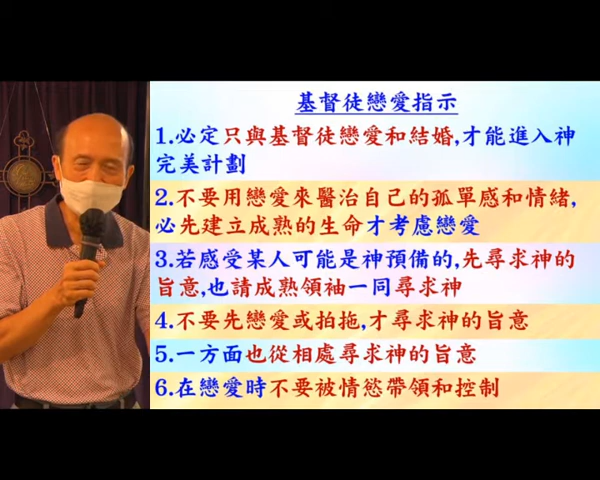 基督徒戀愛指示
1.必定只與基督徒戀愛和結婚,才能進入神
完美計劃
2.不要用戀愛來醫治自己的孤單感和情緒,
必先建立成熟的生命才考慮戀愛
3.若感受某人可能是神預備的,先尋求神的
旨意,也請成熟領袖一同尋求神
4.不要先戀愛或拍拖,才尋求神的旨意
5.一方面也從相處尋求神的旨意
6.在戀愛時不要被情慾帶領和控制